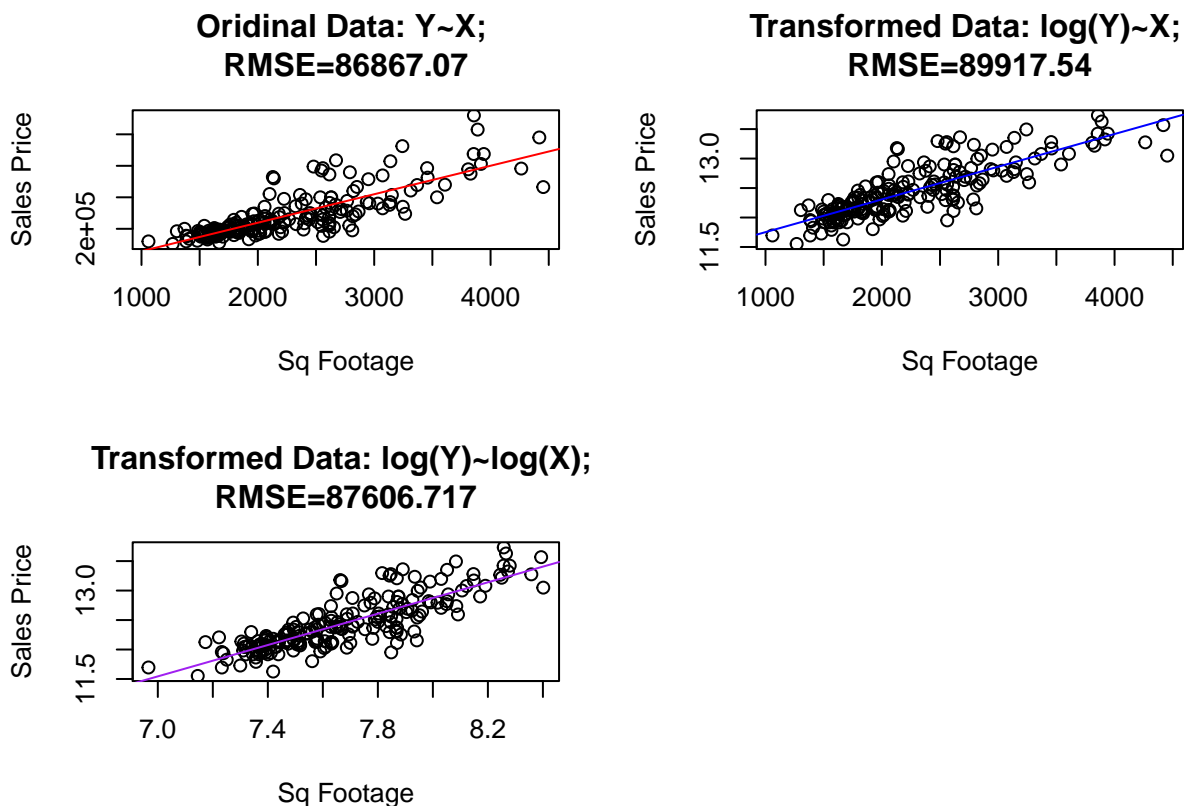 Oridinal Data: Y~X;
RMSE=86867.07
Sales Price
2e+05
1000 2000 3000 4000
Sq Footage
Transformed Data: log(Y)~X;
RMSE=89917.54
Sales Price
11.5 13.0
1000 2000 3000 4000
Sq Footage
Transformed Data: log(Y)~log(X);
RMSE=87606.717
Sales Price
11.5 13.0
7.0 7.4 7.8 8.2
Sq Footage